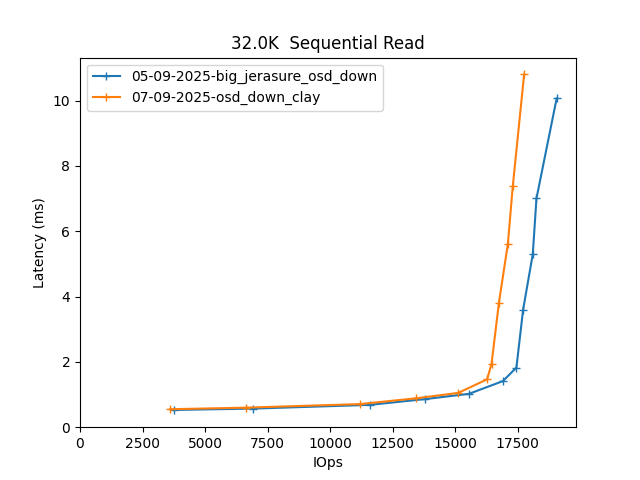 32.0K  Sequential Read
05-09-2025-big_jerasure_osd_down
07-09-2025-osd_down_clay
Latency (ms)
10
8
6
4
2
0
0 2500 5000 7500 10000 12500 15000 17500
IOps